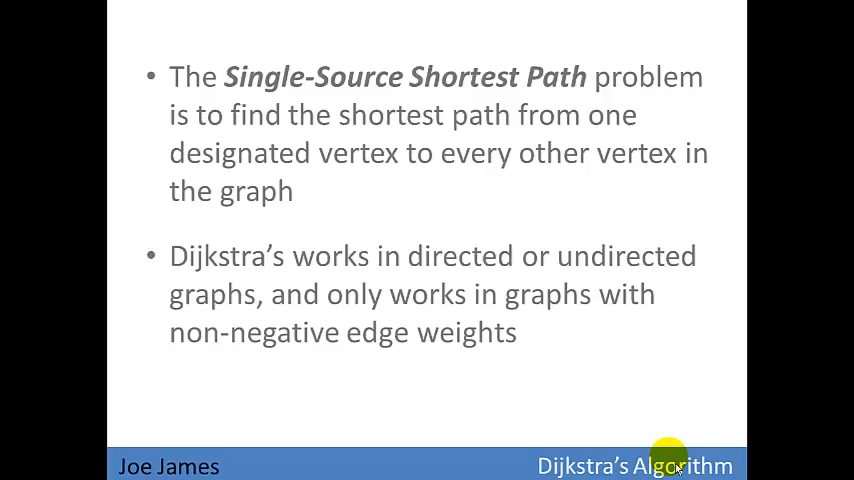 • The Single-Source Shortest Path problem
is to find the shortest path from one
designated vertex to every other vertex in
the graph
• Dijkstra’s works in directed or undirected
graphs, and only works in graphs with
non-negative edge weights
Joe James
Dijkstra’s Algorithm